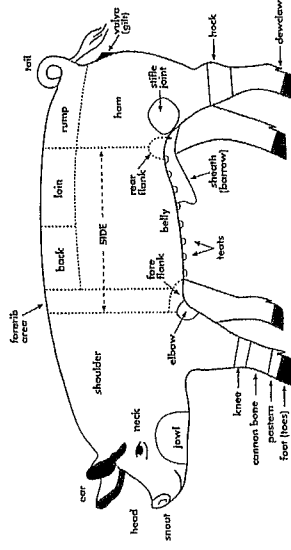 tail
vulva
(gilt)
rump
ham
hock
dewclaw
stifle
joint
loin
rear
flank
sheath
(barrow)
SIDE
back
belly
teats
fore
flank
forerib
area
elbow
shoulder
knee
cannon bone
pastern
foot (toes)
neck
jowl
ear
head
snout